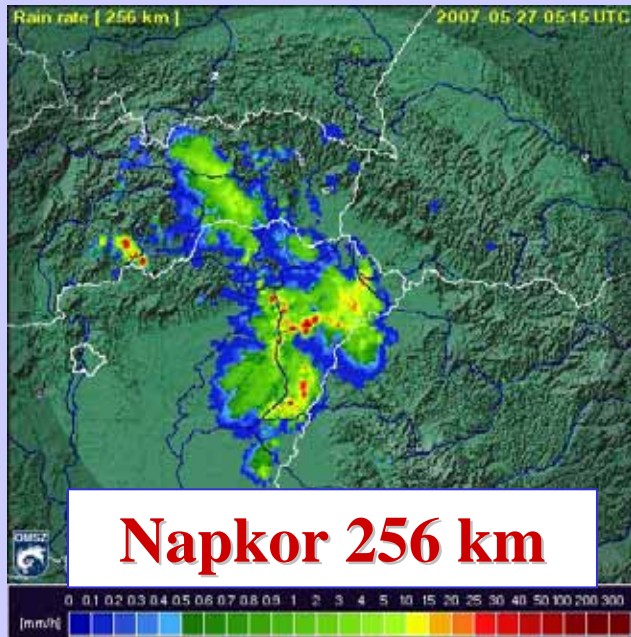 Rain rate [ 256 km ] 2007-05-27 05:15 UTC
OMSZ
Napkor 256 km
0 0.1 0.2 0.3 0.4 0.5 0.6 0.7 0.8 0.9 1 2 3 4 5 10 15 20 25 30 40 50 100 200 300
[mm/h]